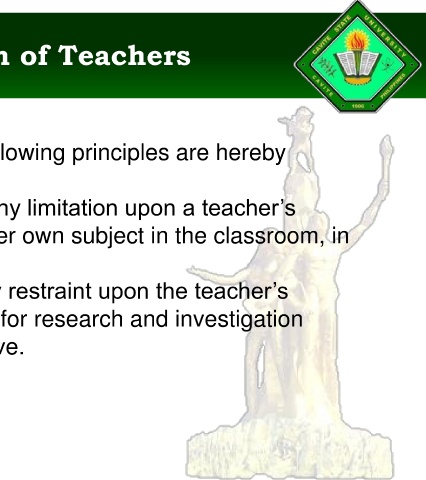 n of Teachers
CAVITE STATE UNIVERSITY
CAVITE PHILIPPINES
1906
lowing principles are hereby
ny limitation upon a teacher’s
er own subject in the classroom, in
y restraint upon the teacher’s
for research and investigation
ve.